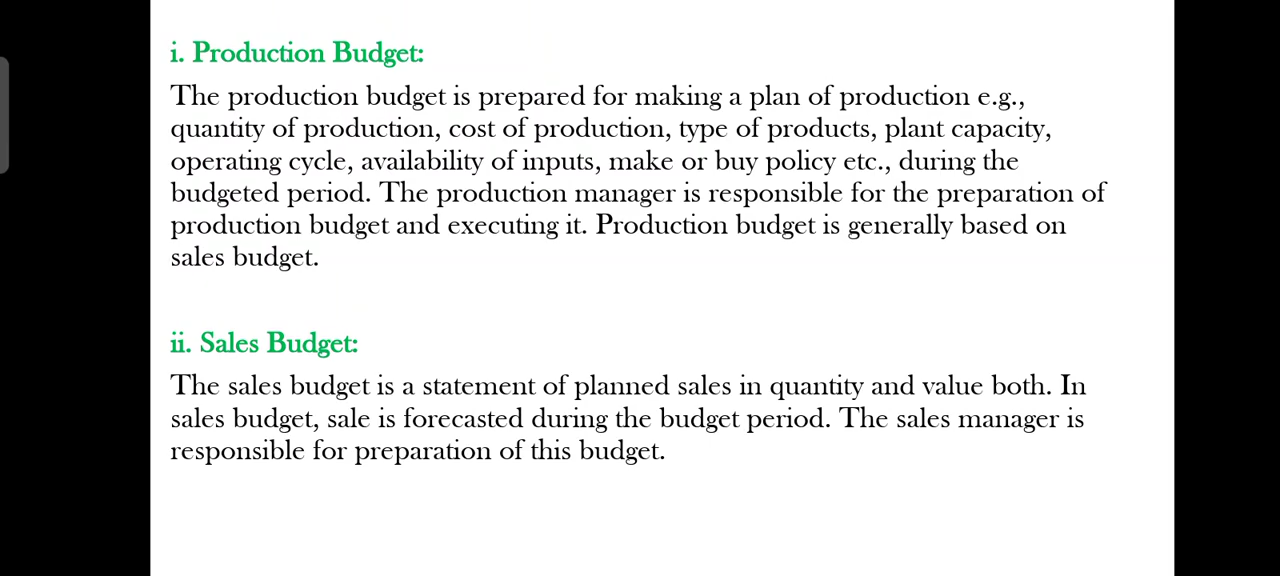 i. Production Budget:
The production budget is prepared for making a plan of production e.g.,
quantity of production, cost of production, type of products, plant capacity,
operating cycle, availability of inputs, make or buy policy etc., during the
budgeted period. The production manager is responsible for the preparation of
production budget and executing it. Production budget is generally based on
sales budget.
ii. Sales Budget:
The sales budget is a statement of planned sales in quantity and value both. In
sales budget, sale is forecasted during the budget period. The sales manager is
responsible for preparation of this budget.